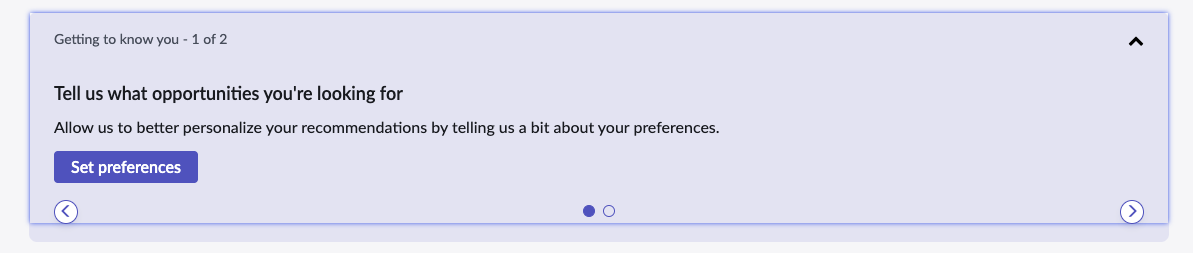 Getting to know you - 1 of 2
Tell us what opportunities you're looking for
Allow us to better personalize your recommendations by telling us a bit about your preferences.
Set preferences